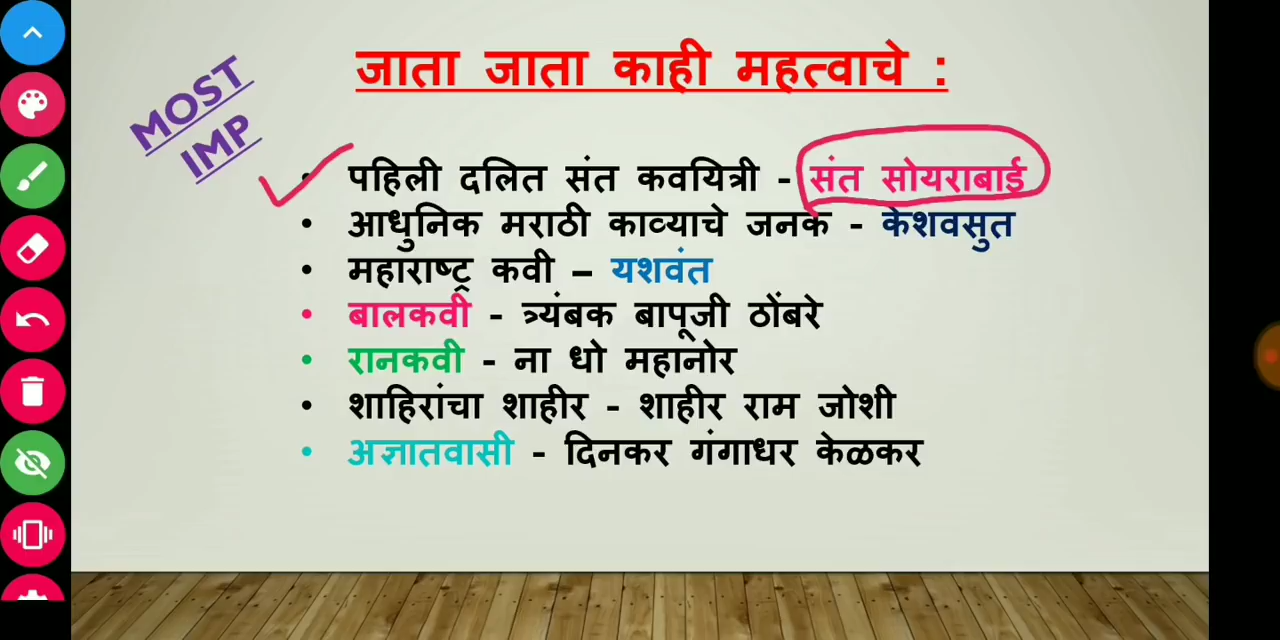 जाता जाता काही महत्वाचे :
MOST
IMP
• पहिली दलित संत कवयित्री - संत सोयराबाई
• आधुनिक मराठी काव्याचे जनक - केशवसुत
• महाराष्ट्र कवी – यशवंत
• बालकवी - त्र्यंबक बापूजी ठोंबरे
• रानकवी - ना धो महानोर
• शाहिरांचा शाहीर - शाहीर राम जोशी
• अज्ञातवासी - दिनकर गंगाधर केळकर